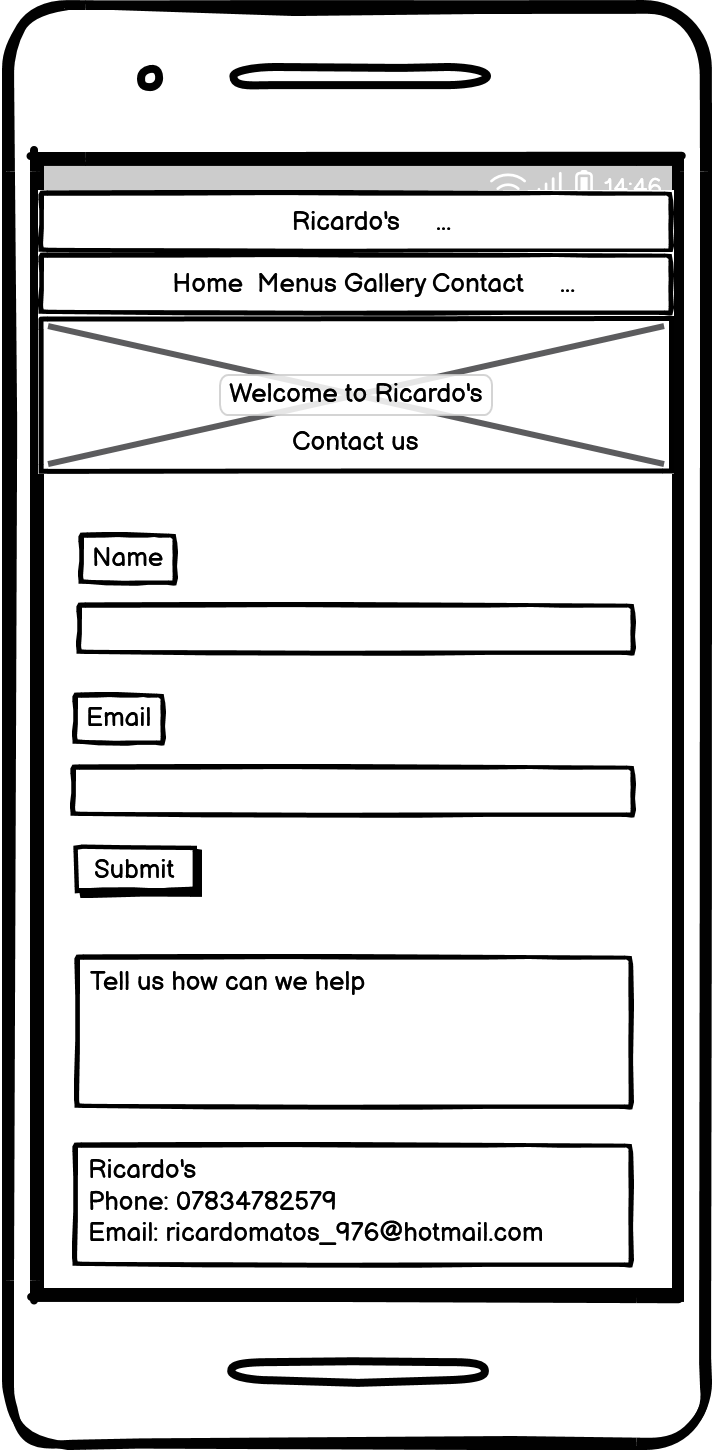 14:46
Ricardo's ...
Home Menus Gallery Contact ...
Welcome to Ricardo's
Contact us
Name
Email
Submit
Tell us how can we help
Ricardo's
Phone: 07834782579
Email: ricardomatos_976@hotmail.com